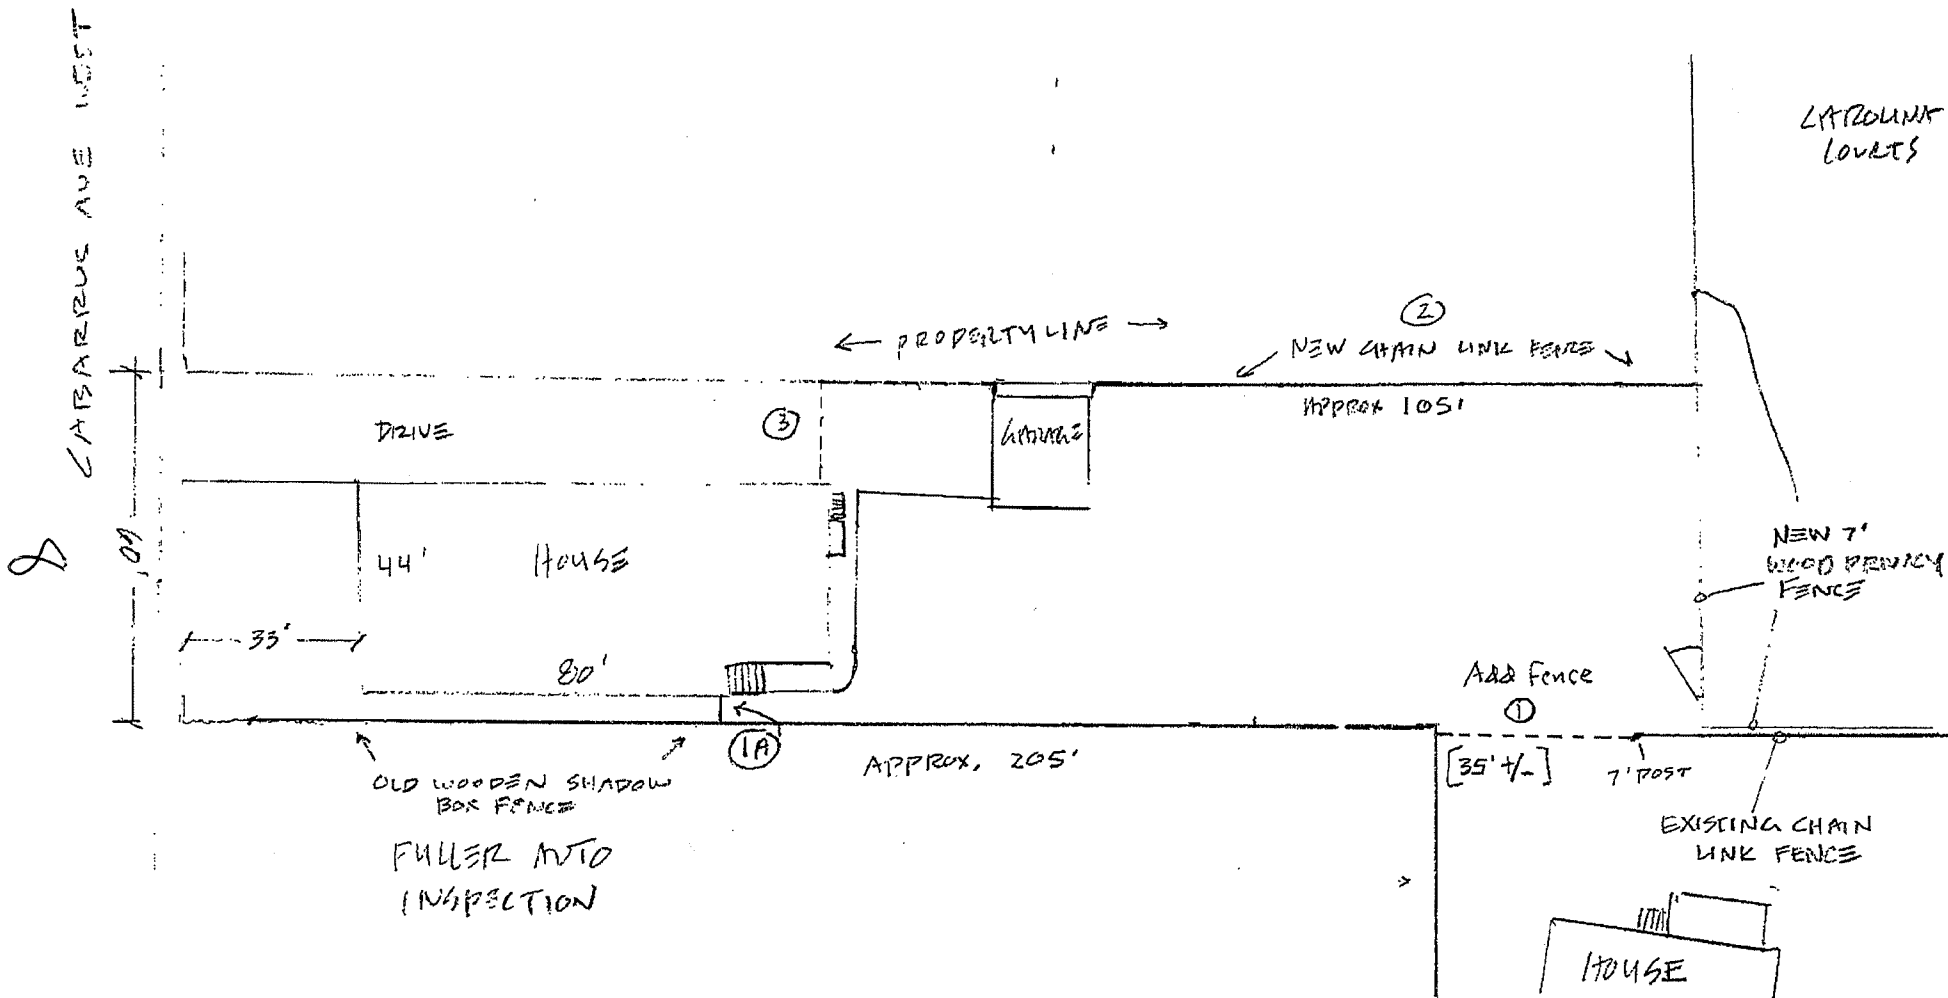 CABARRUS AVE WEST
CAROLINA
COURTS
②
← PROPERTY LINE →
NEW CHAIN LINK FENCE
APPROX 105'
DRIVE
③
GARAGE
60'
44'
HOUSE
NEW 7'
WOOD PRIVACY
FENCE
33'
80'
Add Fence
①
1A
APPROX. 205'
[35' +/-]
7' POST
OLD WOODEN SHADOW
BOX FENCE
FULLER AUTO
INSPECTION
EXISTING CHAIN
LINK FENCE
HOUSE
8